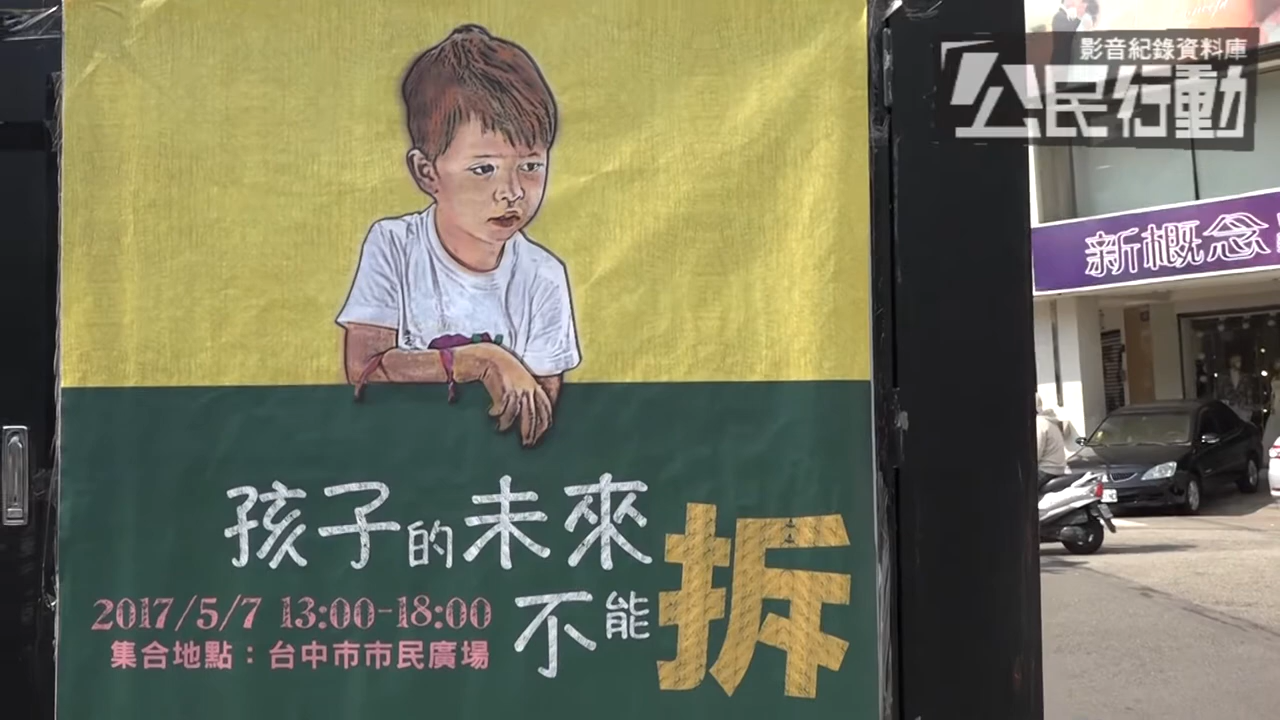 影音紀錄資料庫
公民行動
新概念
孩子的未來
不能拆
2017/5/7 13:00-18:00
集合地點：台中市市民廣場